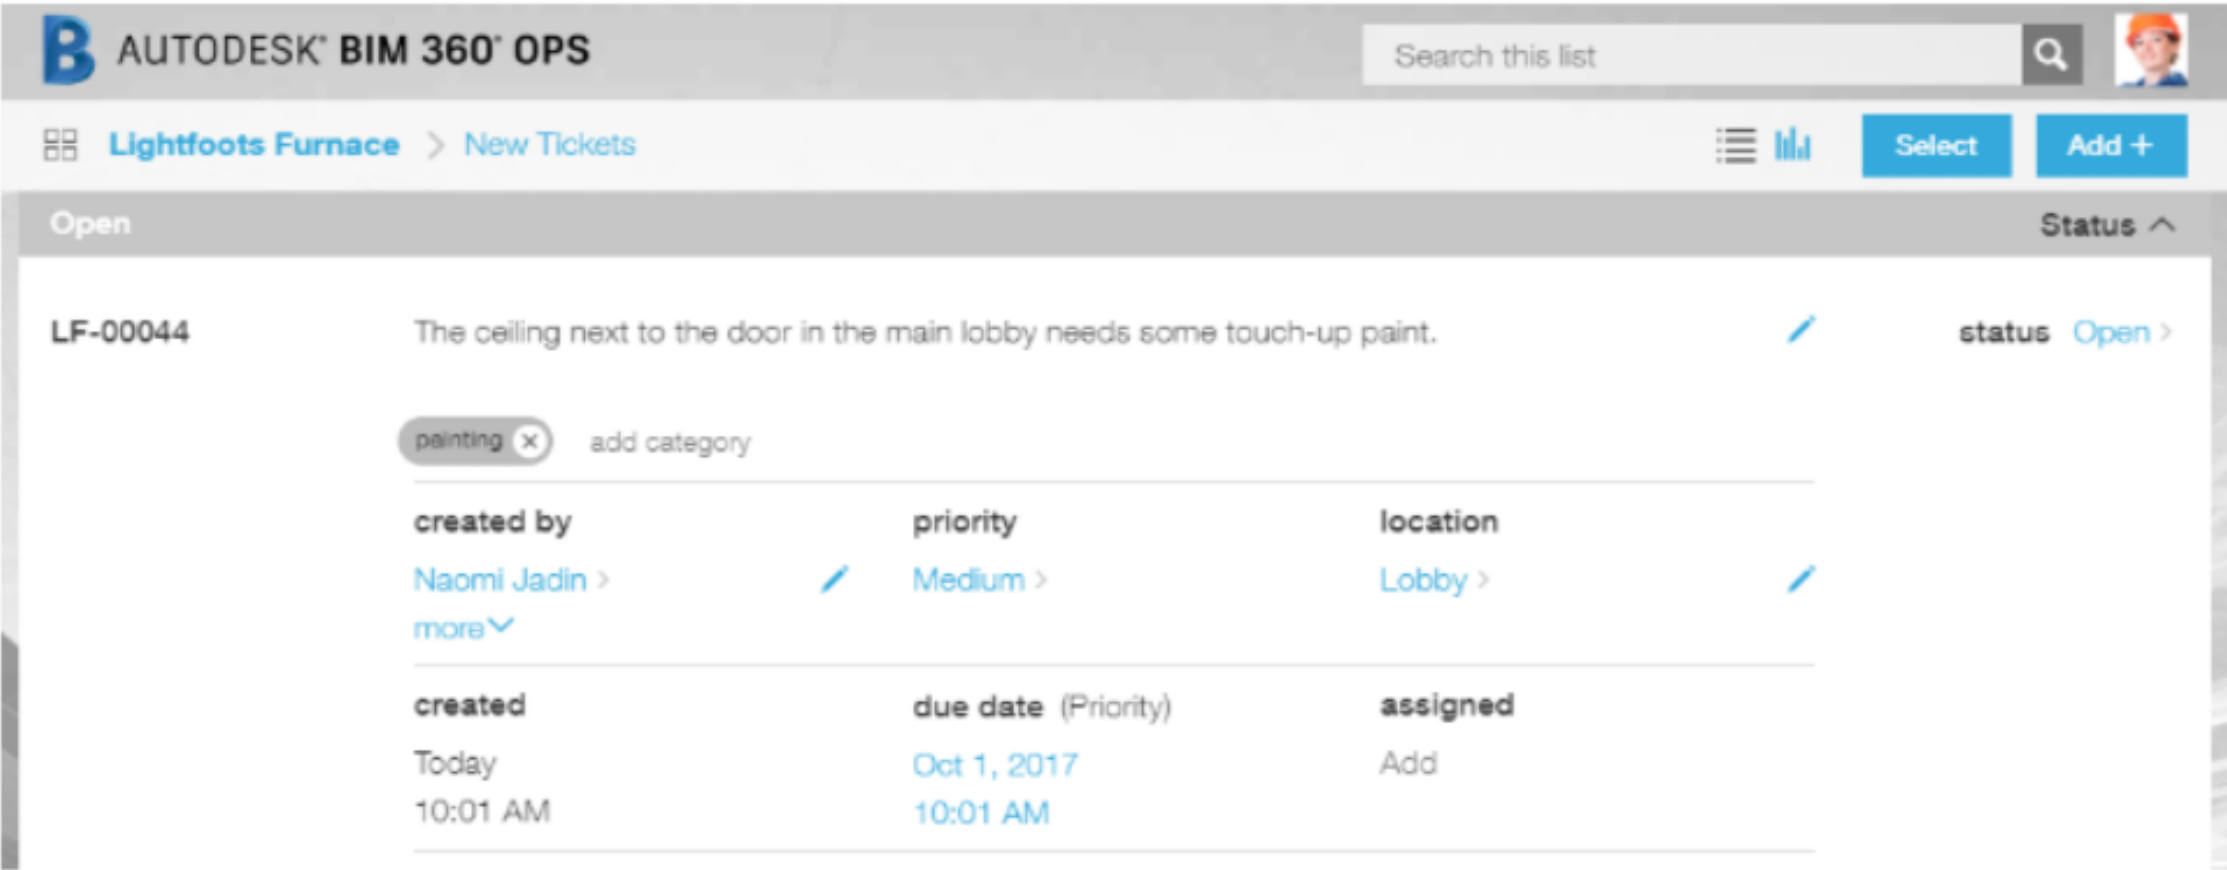 B AUTODESK® BIM 360® OPS
Search this list
Lightfoots Furnace > New Tickets
Select
Add +
Open
Status
LF-00044
The ceiling next to the door in the main lobby needs some touch-up paint.
status Open >
painting
add category
created by
priority
location
Naomi Jadin >
Medium >
Lobby >
more
created
due date (Priority)
assigned
Today
Oct 1, 2017
Add
10:01 AM
10:01 AM